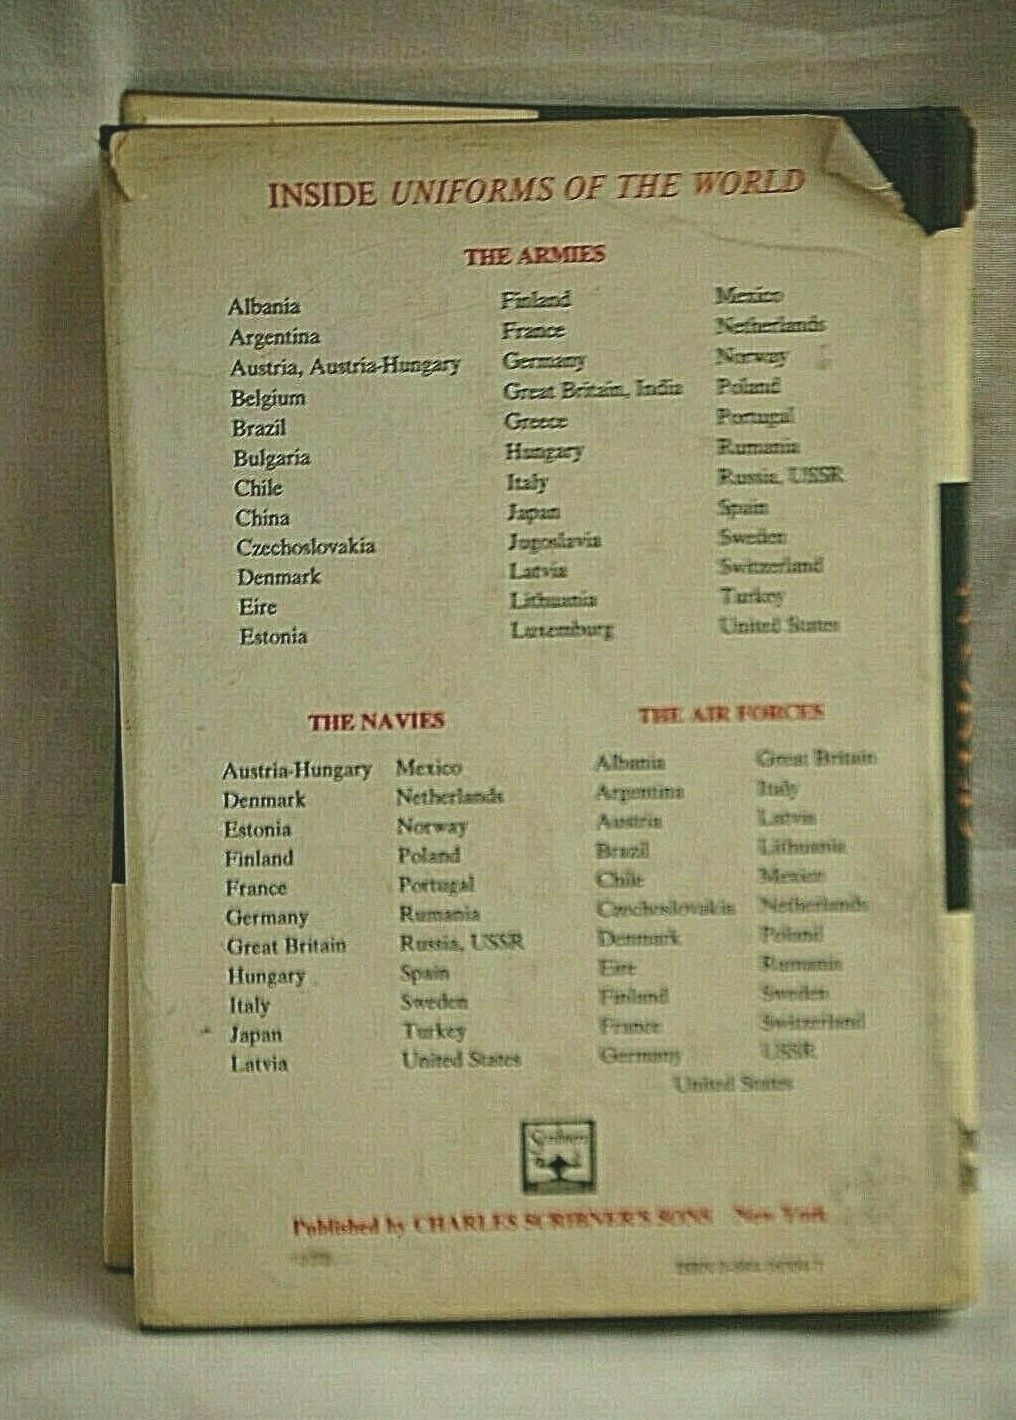 INSIDE UNIFORMS OF THE WORLD
THE ARMIES
Albania
Argentina
Austria, Austria-Hungary
Belgium
Brazil
Bulgaria
Chile
China
Czechoslovakia
Denmark
Eire
Estonia
Finland
France
Germany
Great Britain, India
Greece
Hungary
Italy
Japan
Jugoslavia
Latvia
Lithuania
Luxemburg
Mexico
Netherlands
Norway
Poland
Portugal
Rumania
Russia, USSR
Spain
Sweden
Switzerland
Turkey
United States
THE NAVIES
Austria-Hungary
Denmark
Estonia
Finland
France
Germany
Great Britain
Hungary
Italy
Japan
Latvia
Mexico
Netherlands
Norway
Poland
Portugal
Rumania
Russia, USSR
Spain
Sweden
Turkey
United States
THE AIR FORCES
Albania
Argentina
Austria
Brazil
Chile
Czechoslovakia
Denmark
Eire
Finland
France
Germany
Great Britain
Italy
Latvia
Lithuania
Mexico
Netherlands
Poland
Rumania
Sweden
Switzerland
USSR
United States
Scribners
Published by CHARLES SCRIBNER'S SONS New York